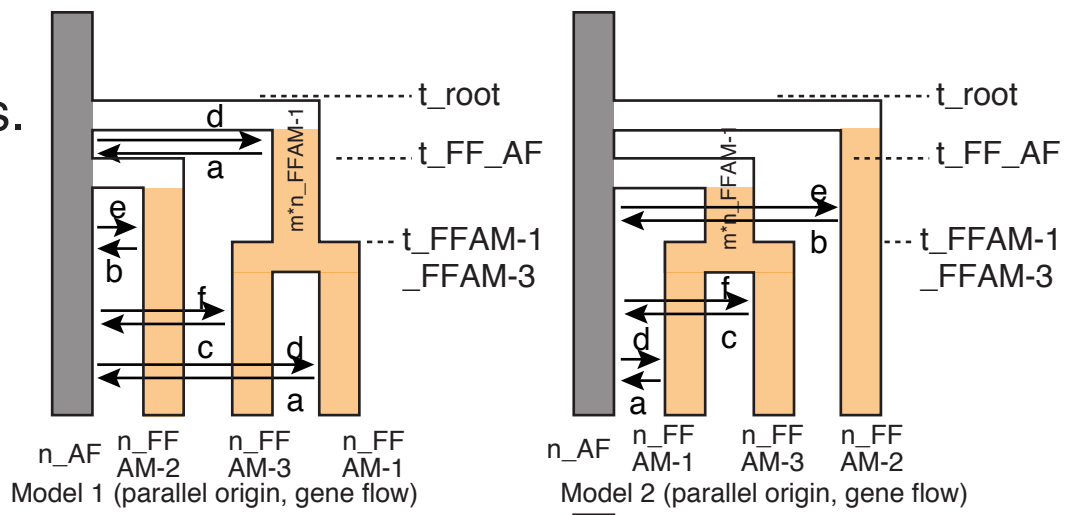 s.
t_root
d
a
m*n_FFAM-1
t_FF_AF
e
b
t_FFAM-1
_FFAM-3
f
c
d
a
n_AF
n_FF
AM-2
n_FF
AM-3
n_FF
AM-1
Model 1 (parallel origin, gene flow)
t_root
m*n_FFAM-1
t_FF_AF
e
b
t_FFAM-1
_FFAM-3
f
c
d
a
n_AF
n_FF
AM-1
n_FF
AM-3
n_FF
AM-2
Model 2 (parallel origin, gene flow)